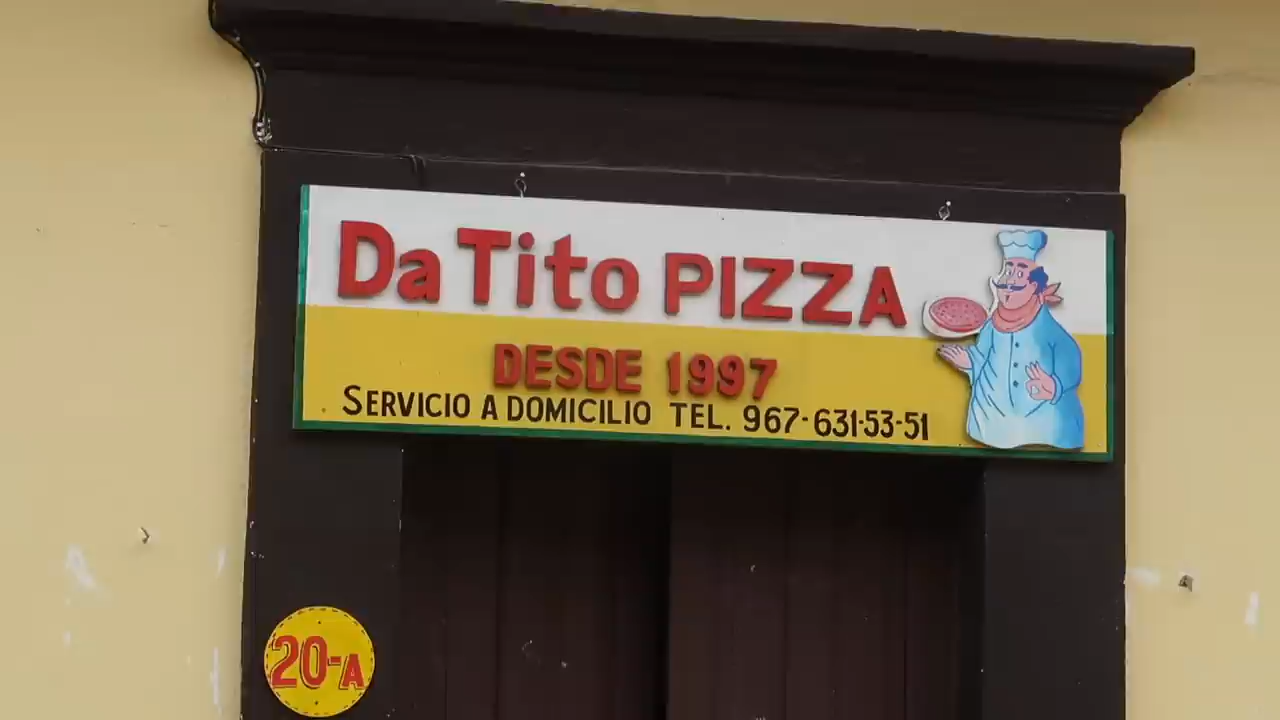 Da Tito PIZZA
DESDE 1997
SERVICIO A DOMICILIO TEL. 967-631-53-51
20-A